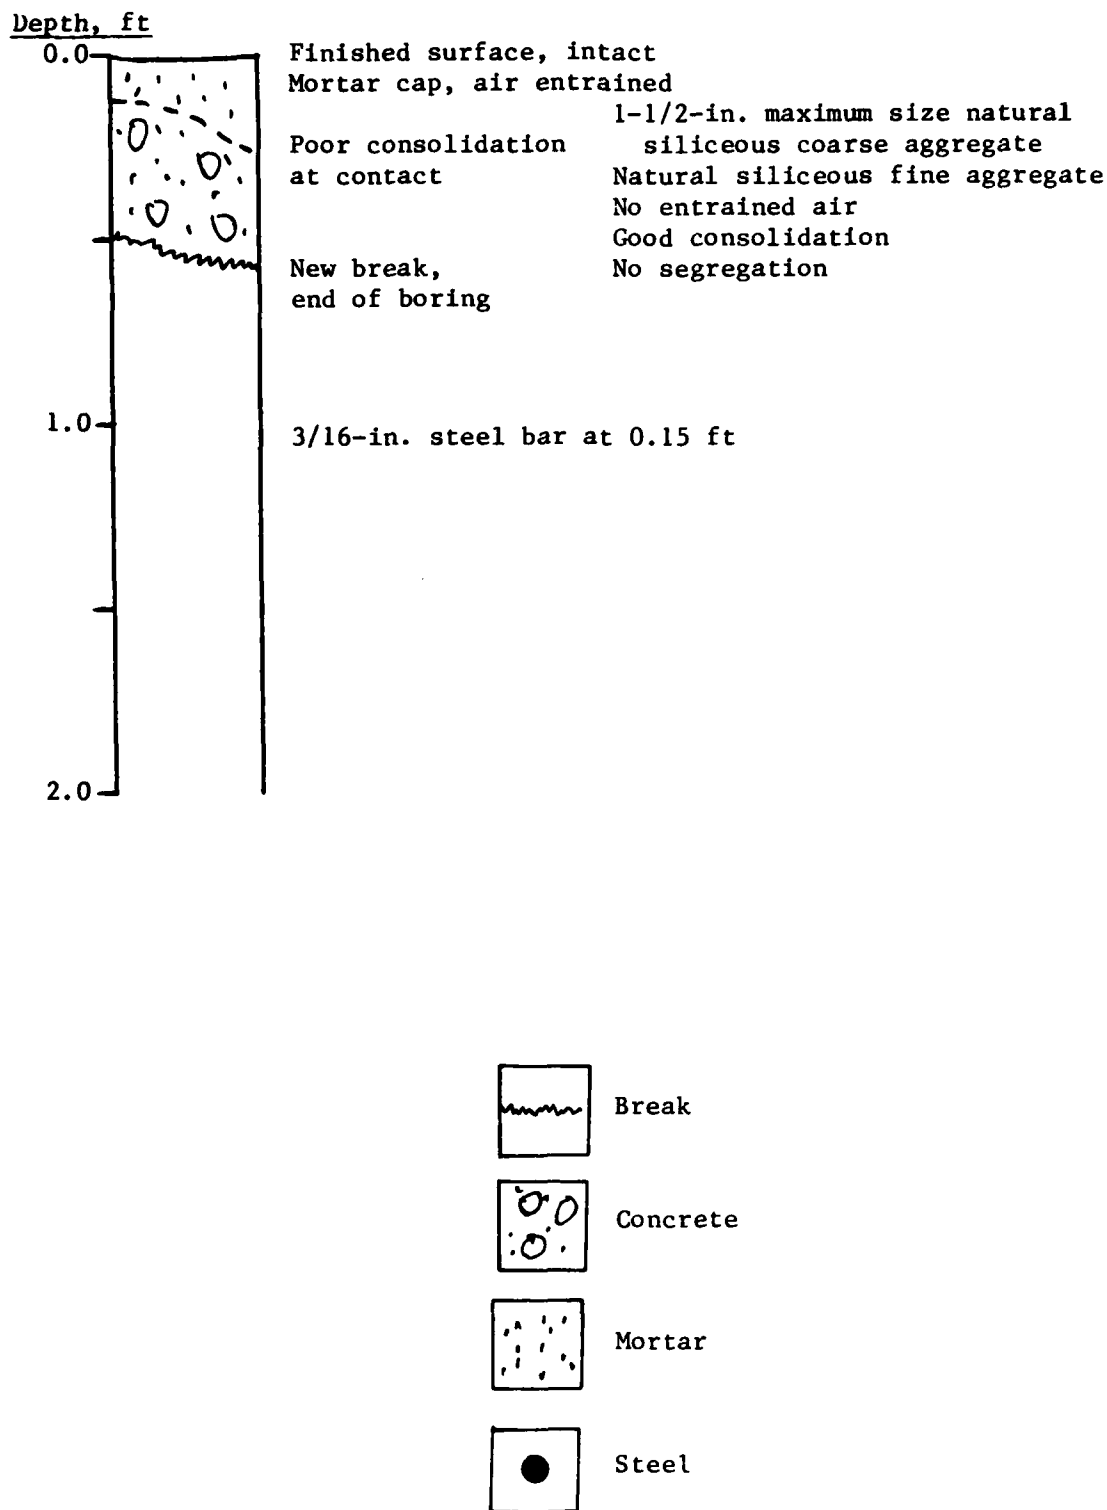 Depth, ft
0.0
Finished surface, intact
Mortar cap, air entrained
1-1/2-in. maximum size natural
siliceous coarse aggregate
Poor consolidation
at contact
Natural siliceous fine aggregate
No entrained air
Good consolidation
No segregation
New break,
end of boring
1.0
3/16-in. steel bar at 0.15 ft
2.0
Break
Concrete
Mortar
Steel